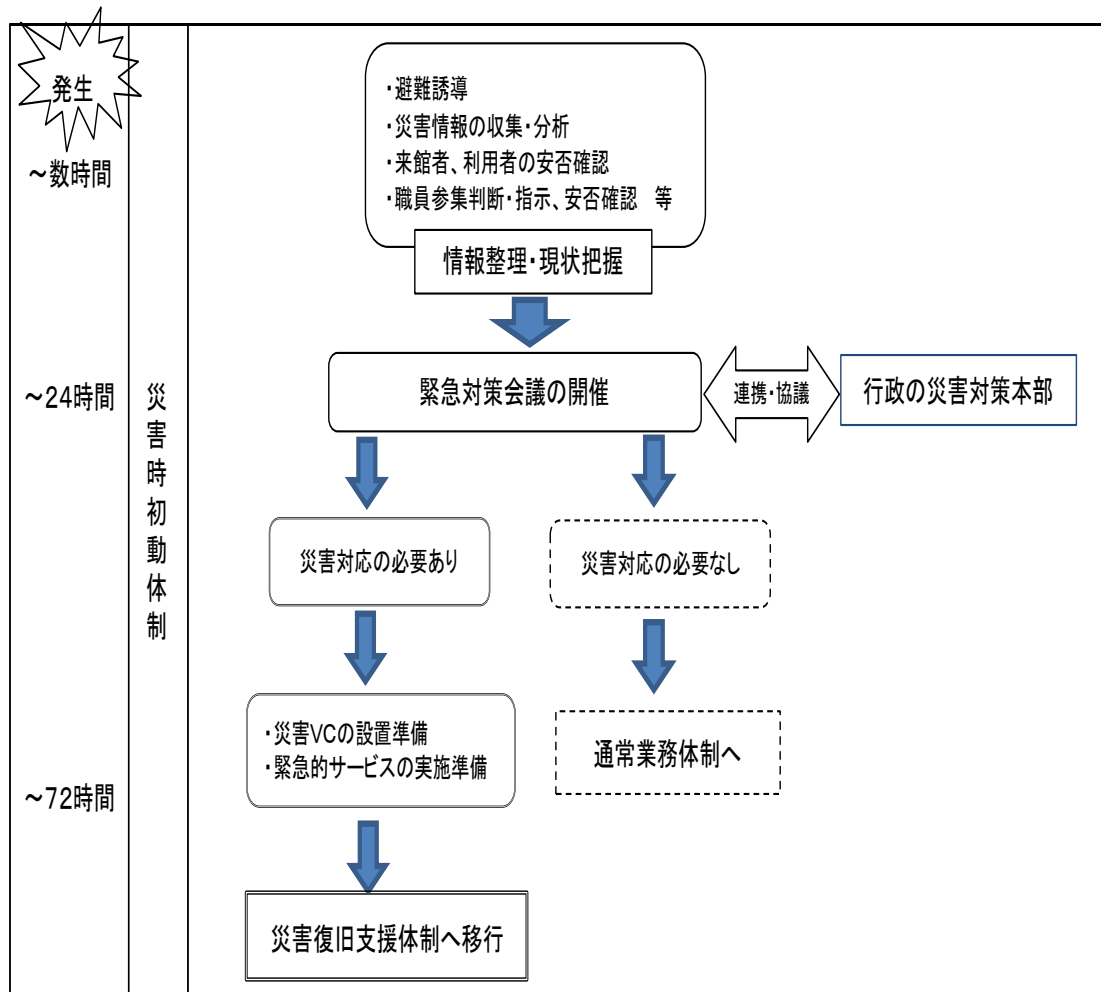 発生
・避難誘導
・災害情報の収集・分析
・来館者、利用者の安否確認
・職員参集判断・指示、安否確認　等
～数時間
情報整理・現状把握
～24時間
緊急対策会議の開催
連携・協議
行政の災害対策本部
災害時初動体制
災害対応の必要あり
災害対応の必要なし
・災害VCの設置準備
・緊急的サービスの実施準備
通常業務体制へ
～72時間
災害復旧支援体制へ移行